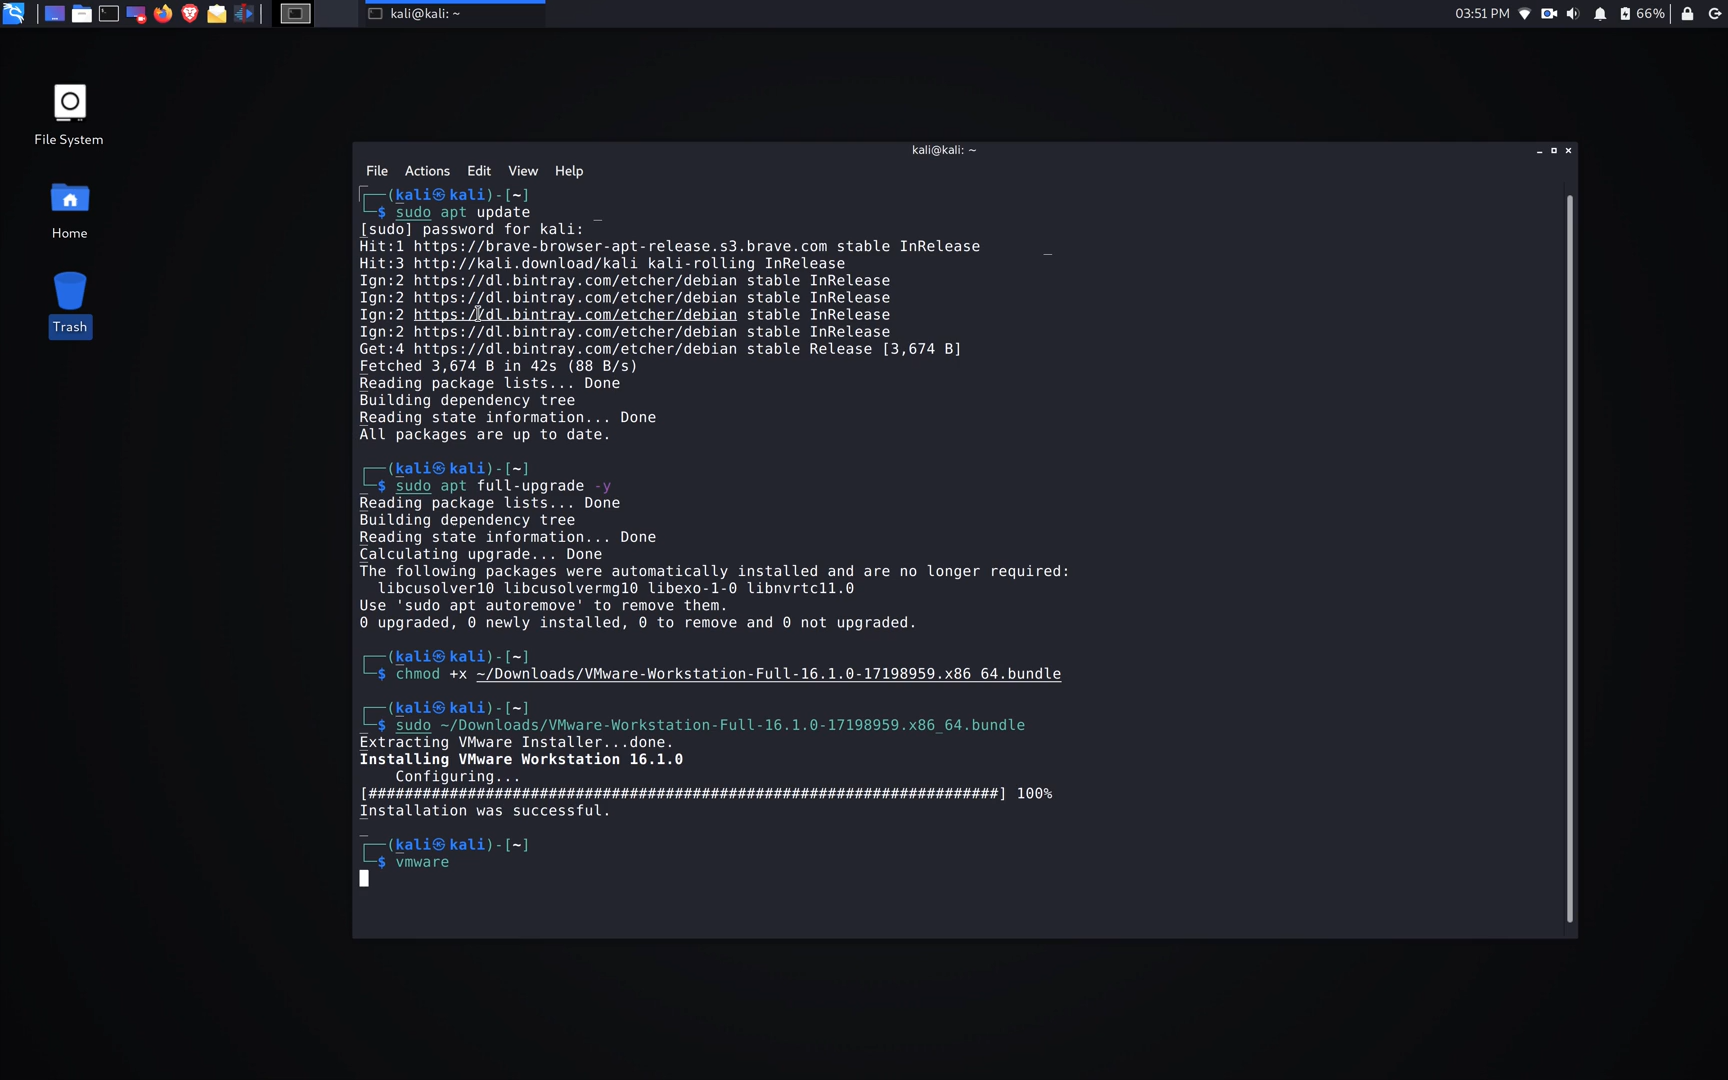 kali@kali: ~
03:51 PM
66%
File System
Home
Trash
kali@kali: ~
File Actions Edit View Help
┌──(kali㉿kali)-[~]
└─$ sudo apt update
[sudo] password for kali:
Hit:1 https://brave-browser-apt-release.s3.brave.com stable InRelease
Hit:3 http://kali.download/kali kali-rolling InRelease
Ign:2 https://dl.bintray.com/etcher/debian stable InRelease
Ign:2 https://dl.bintray.com/etcher/debian stable InRelease
Ign:2 https://dl.bintray.com/etcher/debian stable InRelease
Ign:2 https://dl.bintray.com/etcher/debian stable InRelease
Get:4 https://dl.bintray.com/etcher/debian stable Release [3,674 B]
Fetched 3,674 B in 42s (88 B/s)
Reading package lists... Done
Building dependency tree
Reading state information... Done
All packages are up to date.
┌──(kali㉿kali)-[~]
└─$ sudo apt full-upgrade -y
Reading package lists... Done
Building dependency tree
Reading state information... Done
Calculating upgrade... Done
The following packages were automatically installed and are no longer required:
libcusolver10 libcusolvermg10 libexo-1-0 libnvrtc11.0
Use 'sudo apt autoremove' to remove them.
0 upgraded, 0 newly installed, 0 to remove and 0 not upgraded.
┌──(kali㉿kali)-[~]
└─$ chmod +x ~/Downloads/VMware-Workstation-Full-16.1.0-17198959.x86_64.bundle
┌──(kali㉿kali)-[~]
└─$ sudo ~/Downloads/VMware-Workstation-Full-16.1.0-17198959.x86_64.bundle
Extracting VMware Installer...done.
Installing VMware Workstation 16.1.0
Configuring...
[######################################################################] 100%
Installation was successful.
┌──(kali㉿kali)-[~]
└─$ vmware